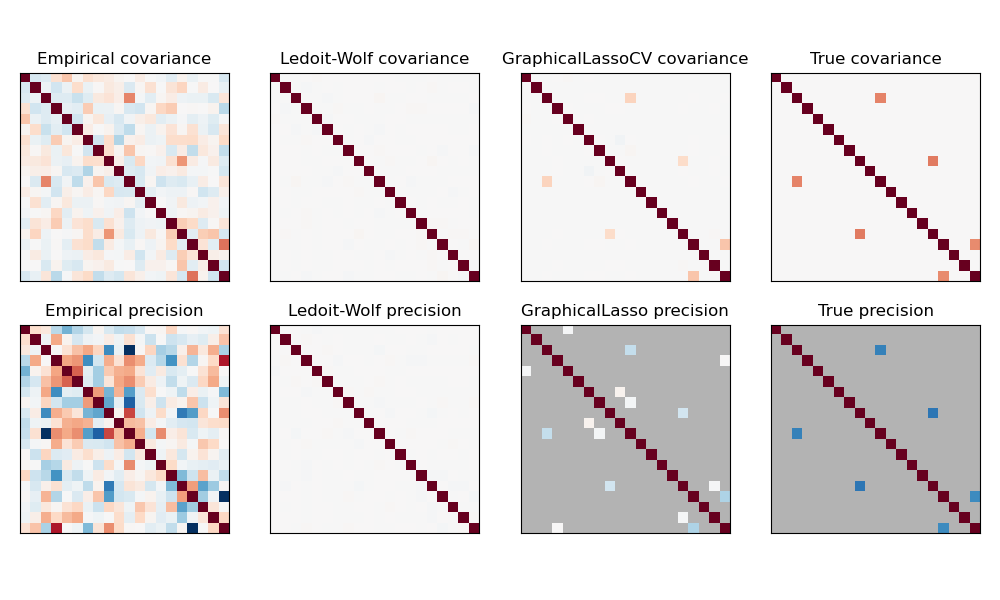 Empirical covariance
Ledoit-Wolf covariance
GraphicalLassoCV covariance
True covariance
Empirical precision
Ledoit-Wolf precision
GraphicalLasso precision
True precision